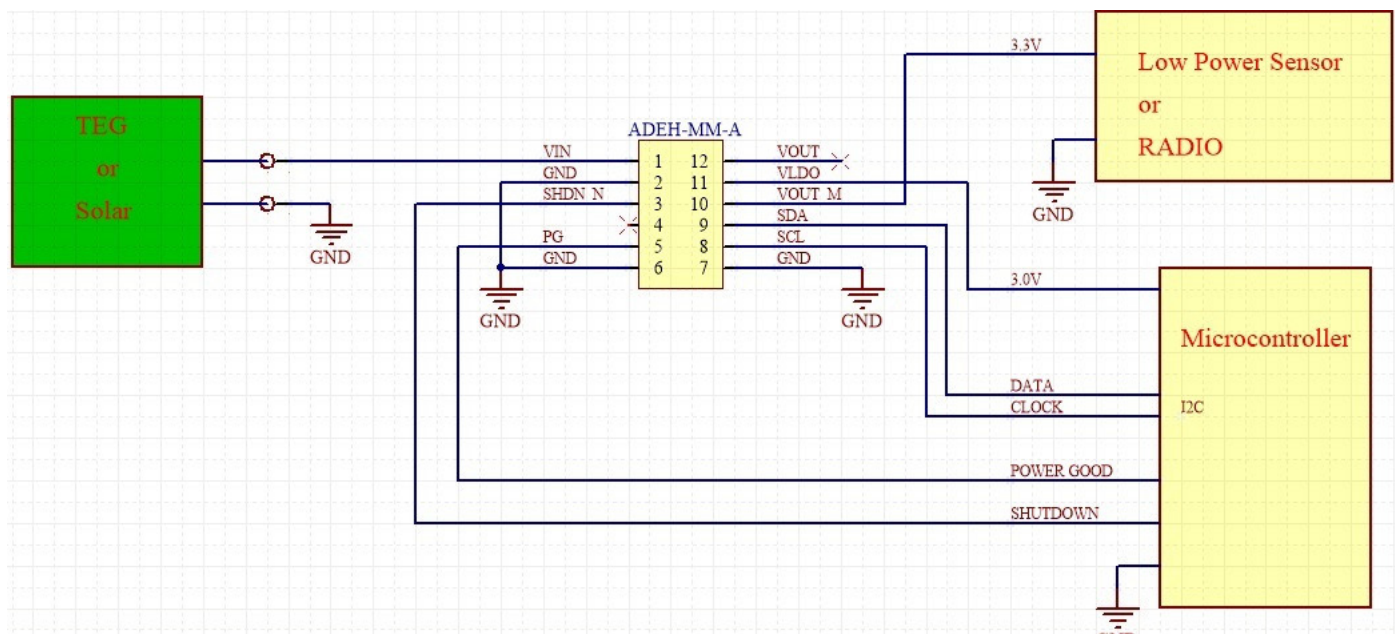 3.3V
Low Power Sensor
or
RADIO
GND
TEG
or
Solar
GND
ADEH-MM-A
VIN
GND
SHDN N
PG
GND
1 12
2 11
3 10
4 9
5 8
6 7
VOUT
VLDO
VOUT M
SDA
SCL
GND
GND
GND
3.0V
Microcontroller
DATA
CLOCK
I2C
POWER GOOD
SHUTDOWN